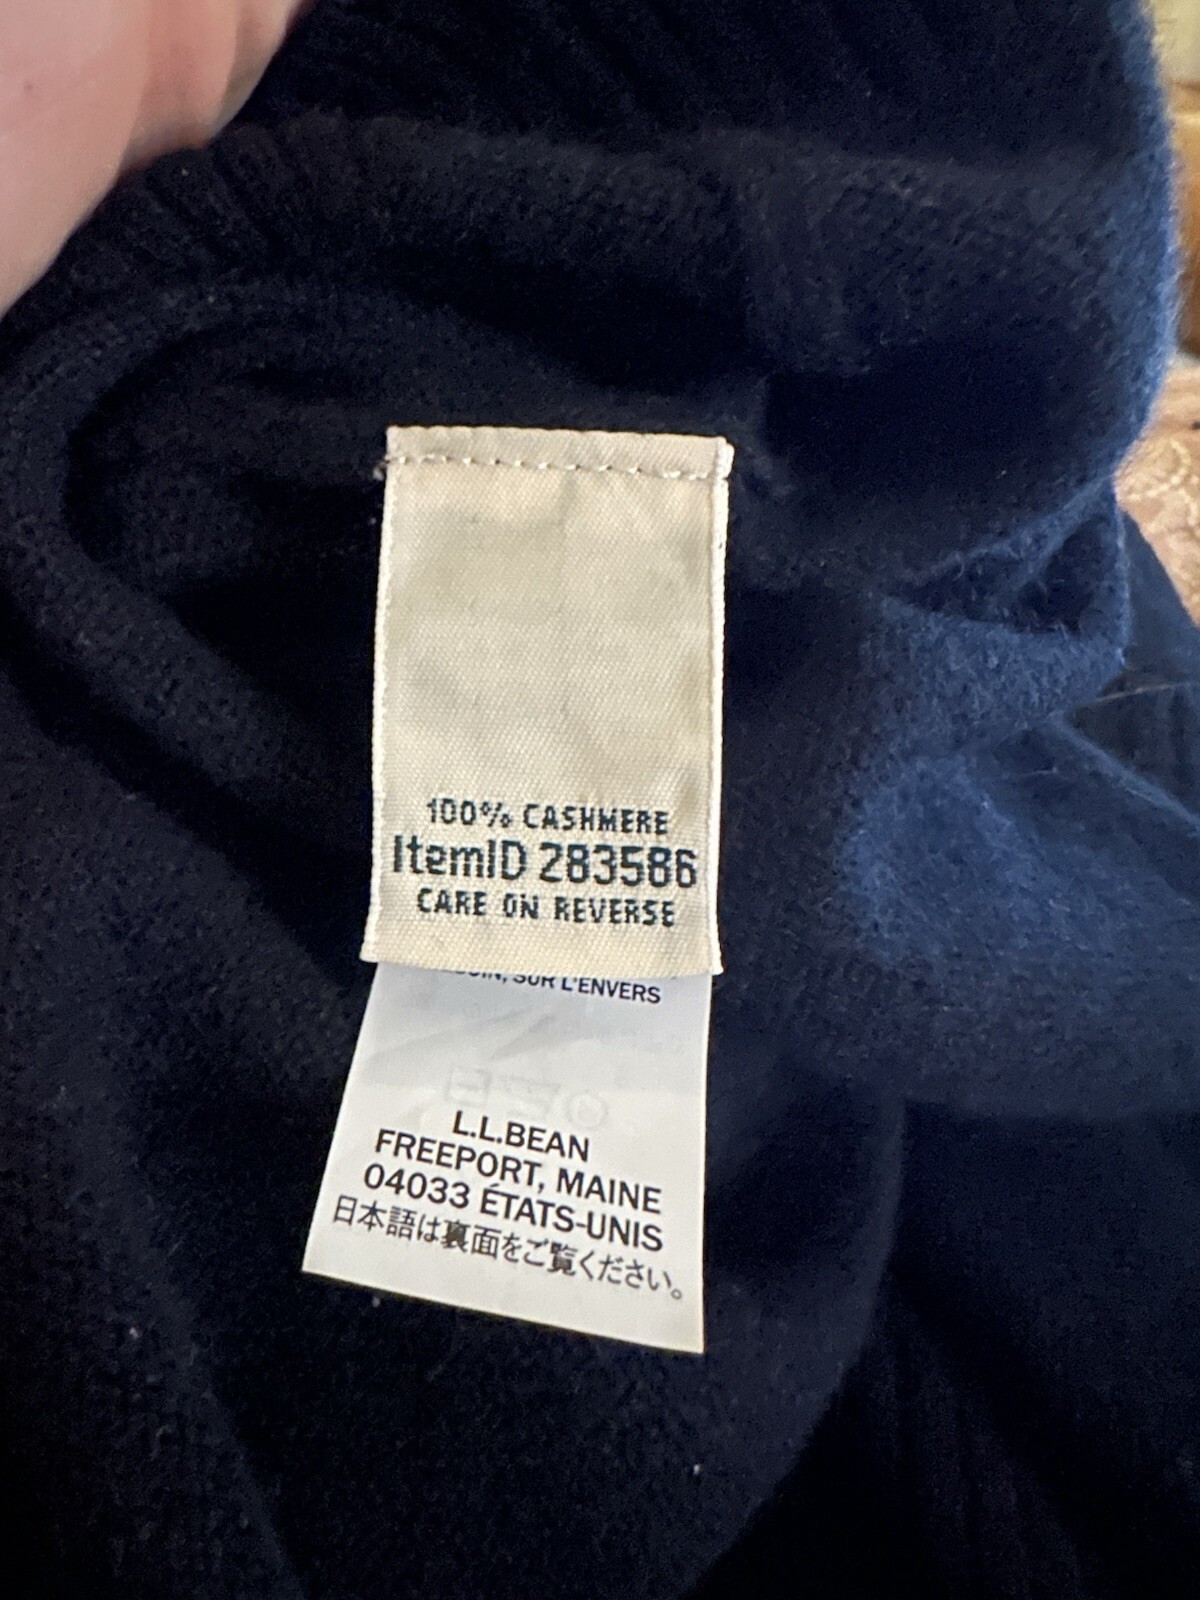 100% CASHMERE
ItemID 283586
CARE ON REVERSE
SUR L'ENVERS
L.L.BEAN
FREEPORT, MAINE
04033 ÉTATS-UNIS
日本語は裏面をご覧ください。